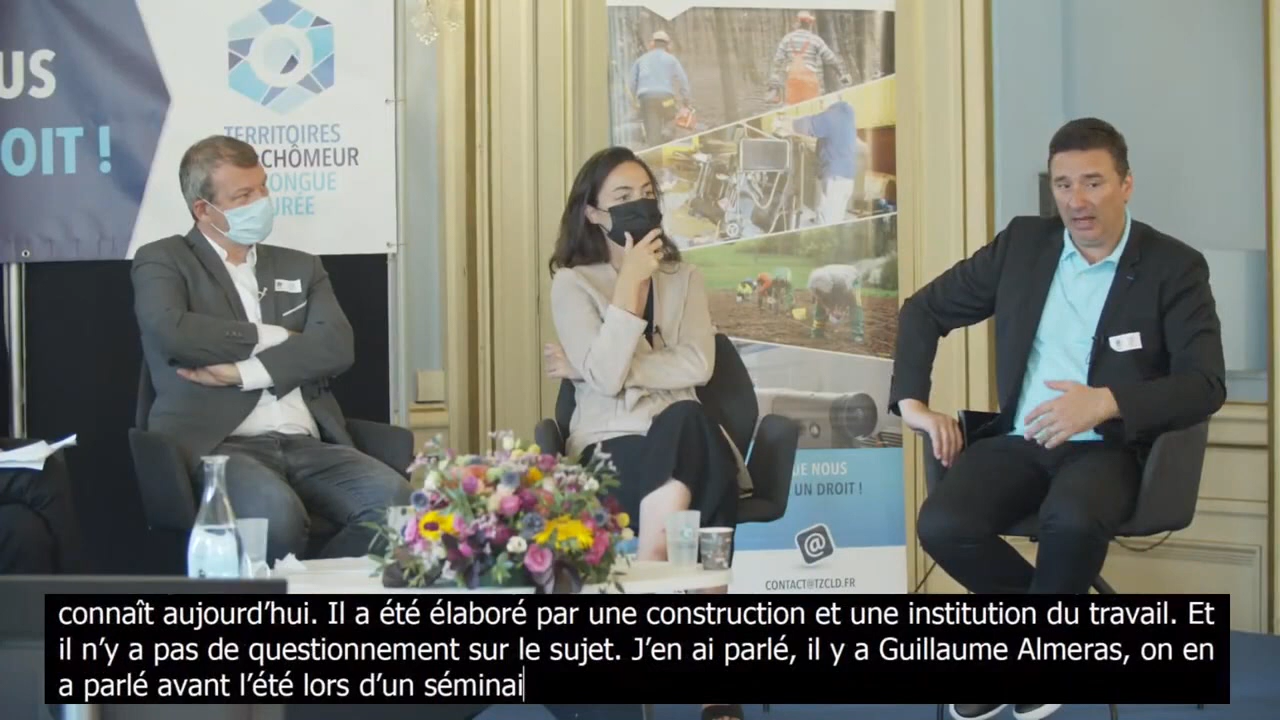 US
OIT !
TERRITOIRES
CHÔMEUR
ONGUE
URÉE
DE NOUS
UN DROIT !
@
CONTACT@TZCLD.FR
connaît aujourd’hui. Il a été élaboré par une construction et une institution du travail. Et
il n’y a pas de questionnement sur le sujet. J’en ai parlé, il y a Guillaume Almeras, on en
a parlé avant l’été lors d’un séminai